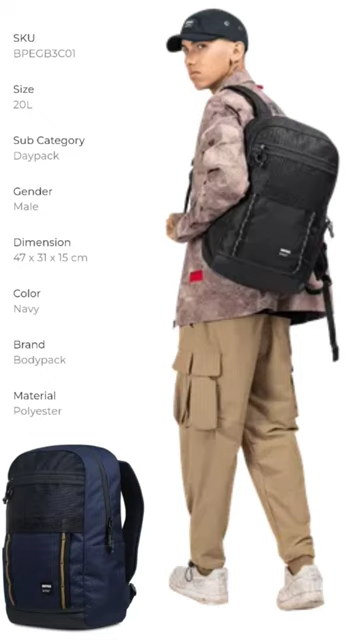 SKU
BPEGB3C01
Size
20L
Sub Category
Daypack
Gender
Male
Dimension
47 x 31 x 15 cm
Color
Navy
Brand
Bodypack
Material
Polyester